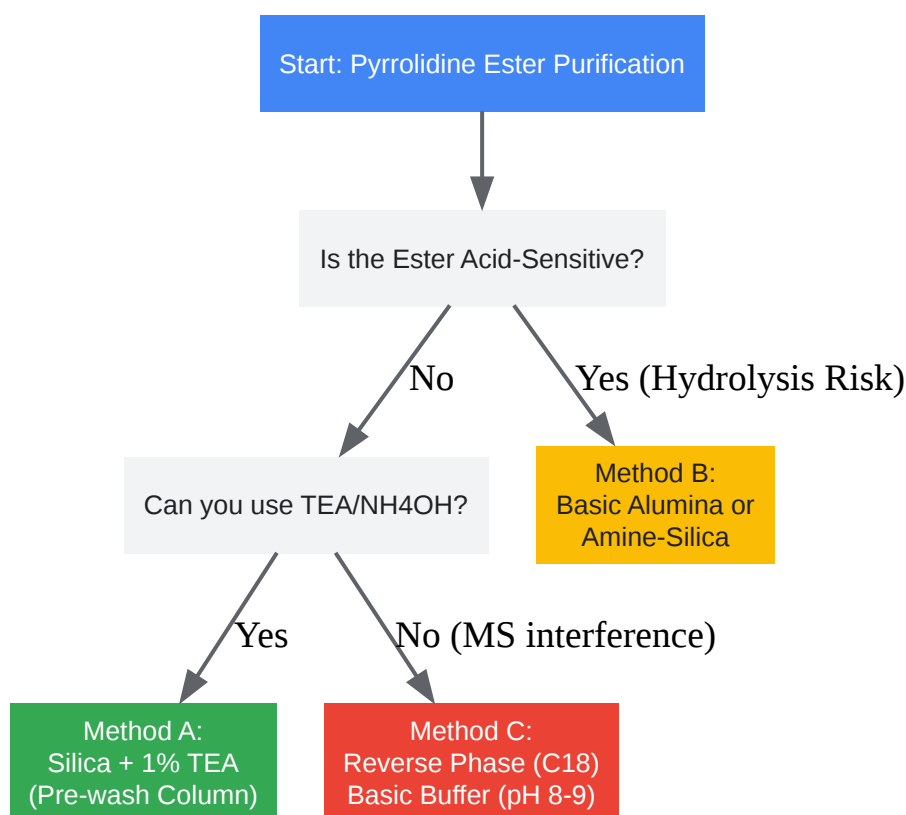 Start: Pyrrolidine Ester Purification
Is the Ester Acid-Sensitive?
No
Yes (Hydrolysis Risk)
Can you use TEA/NH4OH?
Method B:
Basic Alumina or
Amine-Silica
Yes
No (MS interference)
Method A:
Silica + 1% TEA
(Pre-wash Column)
Method C:
Reverse Phase (C18)
Basic Buffer (pH 8-9)